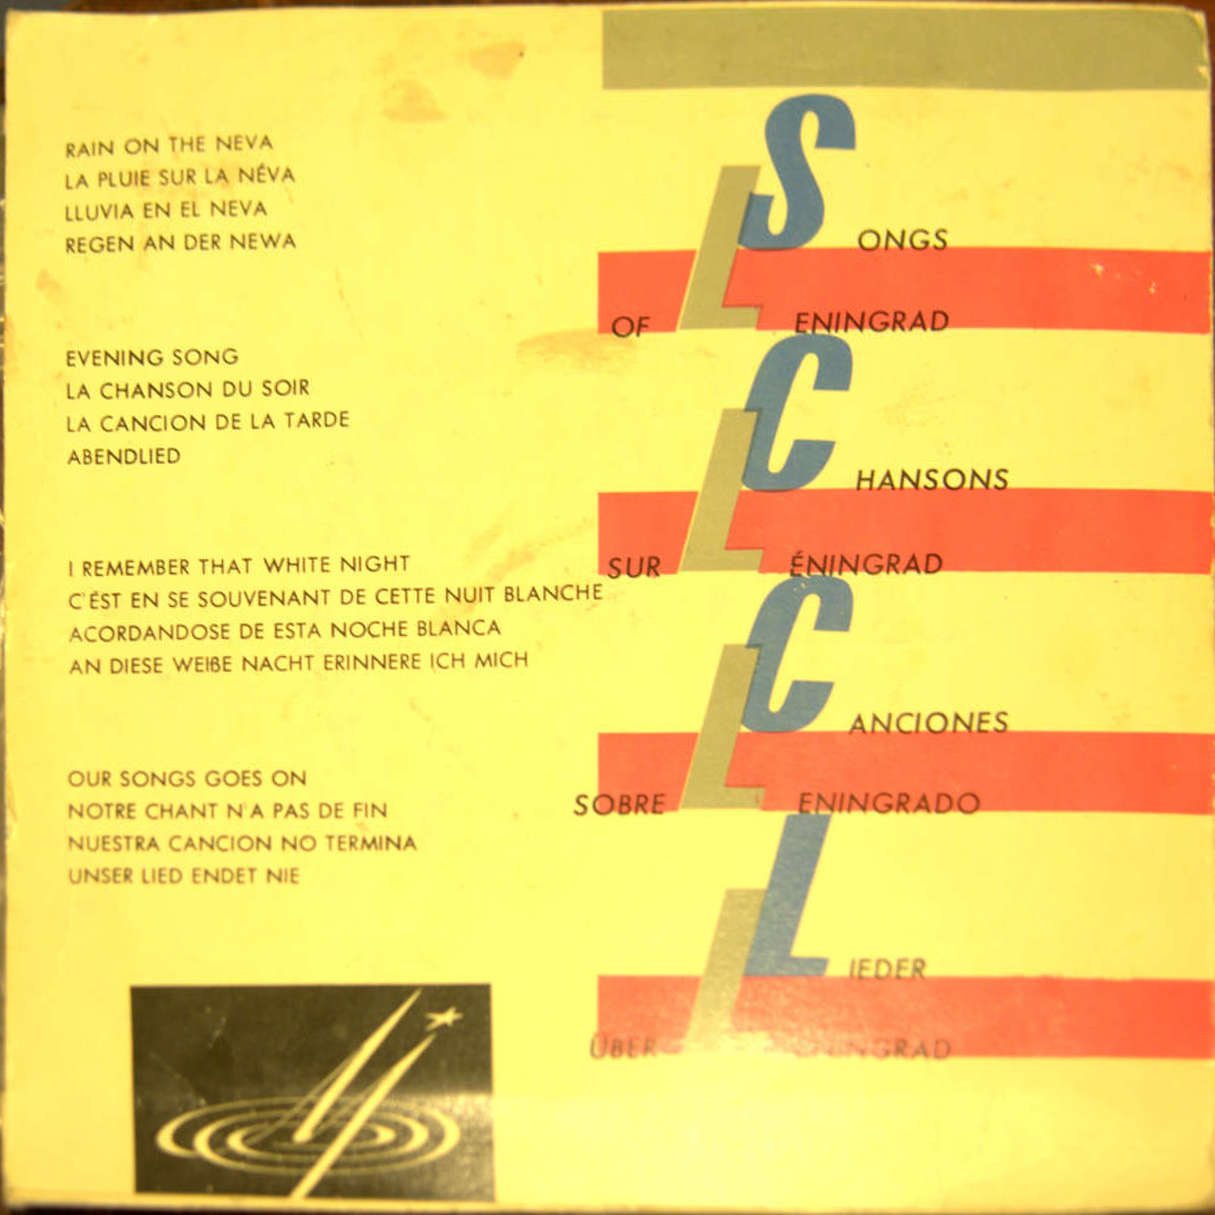 RAIN ON THE NEVA
LA PLUIE SUR LA NÉVA
LLUVIA EN EL NEVA
REGEN AN DER NEWA
EVENING SONG
LA CHANSON DU SOIR
LA CANCION DE LA TARDE
ABENDLIED
I REMEMBER THAT WHITE NIGHT
C'ÉST EN SE SOUVENANT DE CETTE NUIT BLANCHE
ACORDANDOSE DE ESTA NOCHE BLANCA
AN DIESE WEIßE NACHT ERINNERE ICH MICH
OUR SONGS GOES ON
NOTRE CHANT N'A PAS DE FIN
NUESTRA CANCION NO TERMINA
UNSER LIED ENDET NIE
SONGS
OF LENINGRAD
CHANSONS
SUR LÉNINGRAD
CANCIONES
SOBRE LENINGRADO
LIEDER
ÜBER LENINGRAD